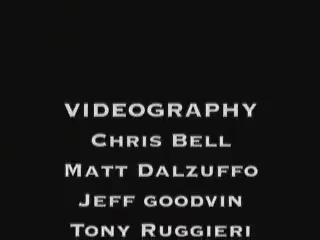 VIDEOGRAPHY
CHRIS BELL
MATT DALZUFFO
JEFF GOODVIN
TONY RUGGIERI